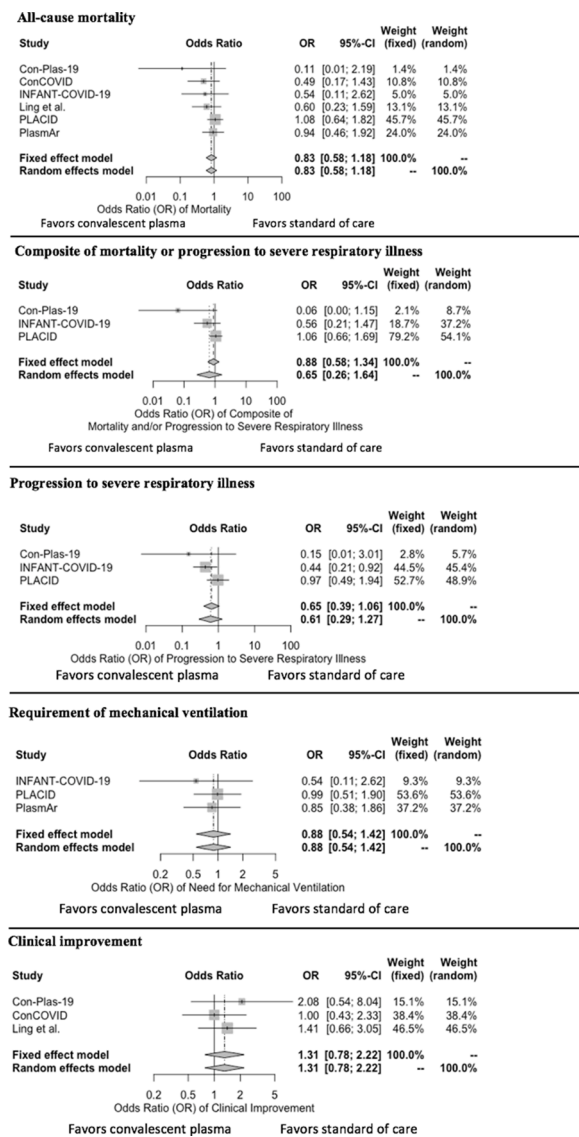 All-cause mortality
Weight Weight
Study Odds Ratio OR 95%-CI (fixed) (random)
Con-Plas-19 0.11 [0.01; 2.19] 1.4% 1.4%
ConCOVID 0.49 [0.17; 1.43] 10.8% 10.8%
INFANT-COVID-19 0.54 [0.11; 2.62] 5.0% 5.0%
Ling et al. 0.60 [0.23; 1.59] 13.1% 13.1%
PLACID 1.08 [0.64; 1.82] 45.7% 45.7%
PlasmAr 0.94 [0.46; 1.92] 24.0% 24.0%
Fixed effect model 0.83 [0.58; 1.18] 100.0% --
Random effects model 0.83 [0.58; 1.18] -- 100.0%
0.01 0.1 1 10 100
Odds Ratio (OR) of Mortality
Favors convalescent plasma Favors standard of care
Composite of mortality or progression to severe respiratory illness
Weight Weight
Study Odds Ratio OR 95%-CI (fixed) (random)
Con-Plas-19 0.06 [0.00; 1.15] 2.1% 8.7%
INFANT-COVID-19 0.56 [0.21; 1.47] 18.7% 37.2%
PLACID 1.06 [0.66; 1.69] 79.2% 54.1%
Fixed effect model 0.88 [0.58; 1.34] 100.0% --
Random effects model 0.65 [0.26; 1.64] -- 100.0%
0.01 0.1 1 10 100
Odds Ratio (OR) of Composite of
Mortality and/or Progression to Severe Respiratory Illness
Favors convalescent plasma Favors standard of care
Progression to severe respiratory illness
Weight Weight
Study Odds Ratio OR 95%-CI (fixed) (random)
Con-Plas-19 0.15 [0.01; 3.01] 2.8% 5.7%
INFANT-COVID-19 0.44 [0.21; 0.92] 44.5% 45.4%
PLACID 0.97 [0.49; 1.94] 52.7% 48.9%
Fixed effect model 0.65 [0.39; 1.06] 100.0% --
Random effects model 0.61 [0.29; 1.27] -- 100.0%
0.01 0.1 1 10 100
Odds Ratio (OR) of Progression to Severe Respiratory Illness
Favors convalescent plasma Favors standard of care
Requirement of mechanical ventilation
Weight Weight
Study Odds Ratio OR 95%-CI (fixed) (random)
INFANT-COVID-19 0.54 [0.11; 2.62] 9.3% 9.3%
PLACID 0.99 [0.51; 1.90] 53.6% 53.6%
PlasmAr 0.85 [0.38; 1.86] 37.2% 37.2%
Fixed effect model 0.88 [0.54; 1.42] 100.0% --
Random effects model 0.88 [0.54; 1.42] -- 100.0%
0.2 0.5 1 2 5
Odds Ratio (OR) of Need for Mechanical Ventilation
Favors convalescent plasma Favors standard of care
Clinical improvement
Weight Weight
Study Odds Ratio OR 95%-CI (fixed) (random)
Con-Plas-19 2.08 [0.54; 8.04] 15.1% 15.1%
ConCOVID 1.00 [0.43; 2.33] 38.4% 38.4%
Ling et al. 1.41 [0.66; 3.05] 46.5% 46.5%
Fixed effect model 1.31 [0.78; 2.22] 100.0% --
Random effects model 1.31 [0.78; 2.22] -- 100.0%
0.2 0.5 1 2 5
Odds Ratio (OR) of Clinical Improvement
Favors convalescent plasma Favors standard of care